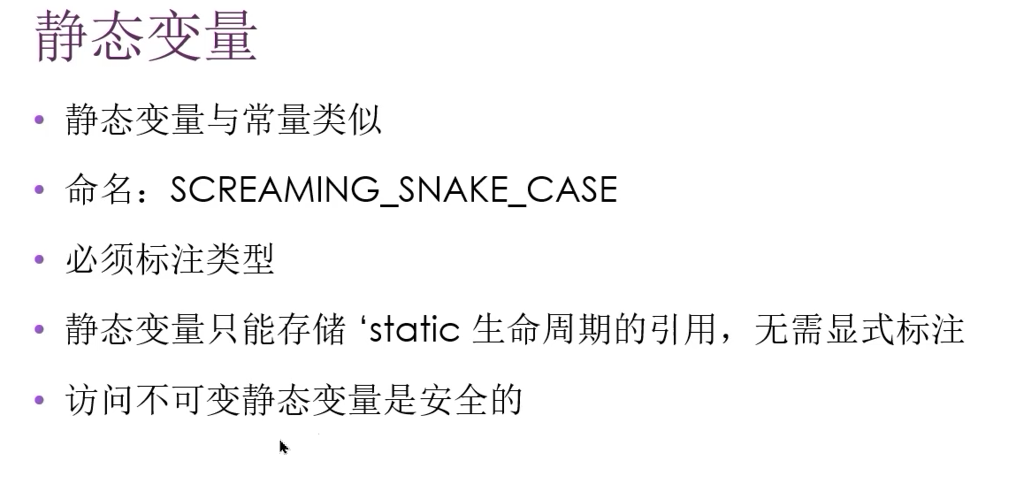 静态变量
• 静态变量与常量类似
• 命名：SCREAMING_SNAKE_CASE
• 必须标注类型
• 静态变量只能存储 ‘static 生命周期的引用，无需显式标注
• 访问不可变静态变量是安全的